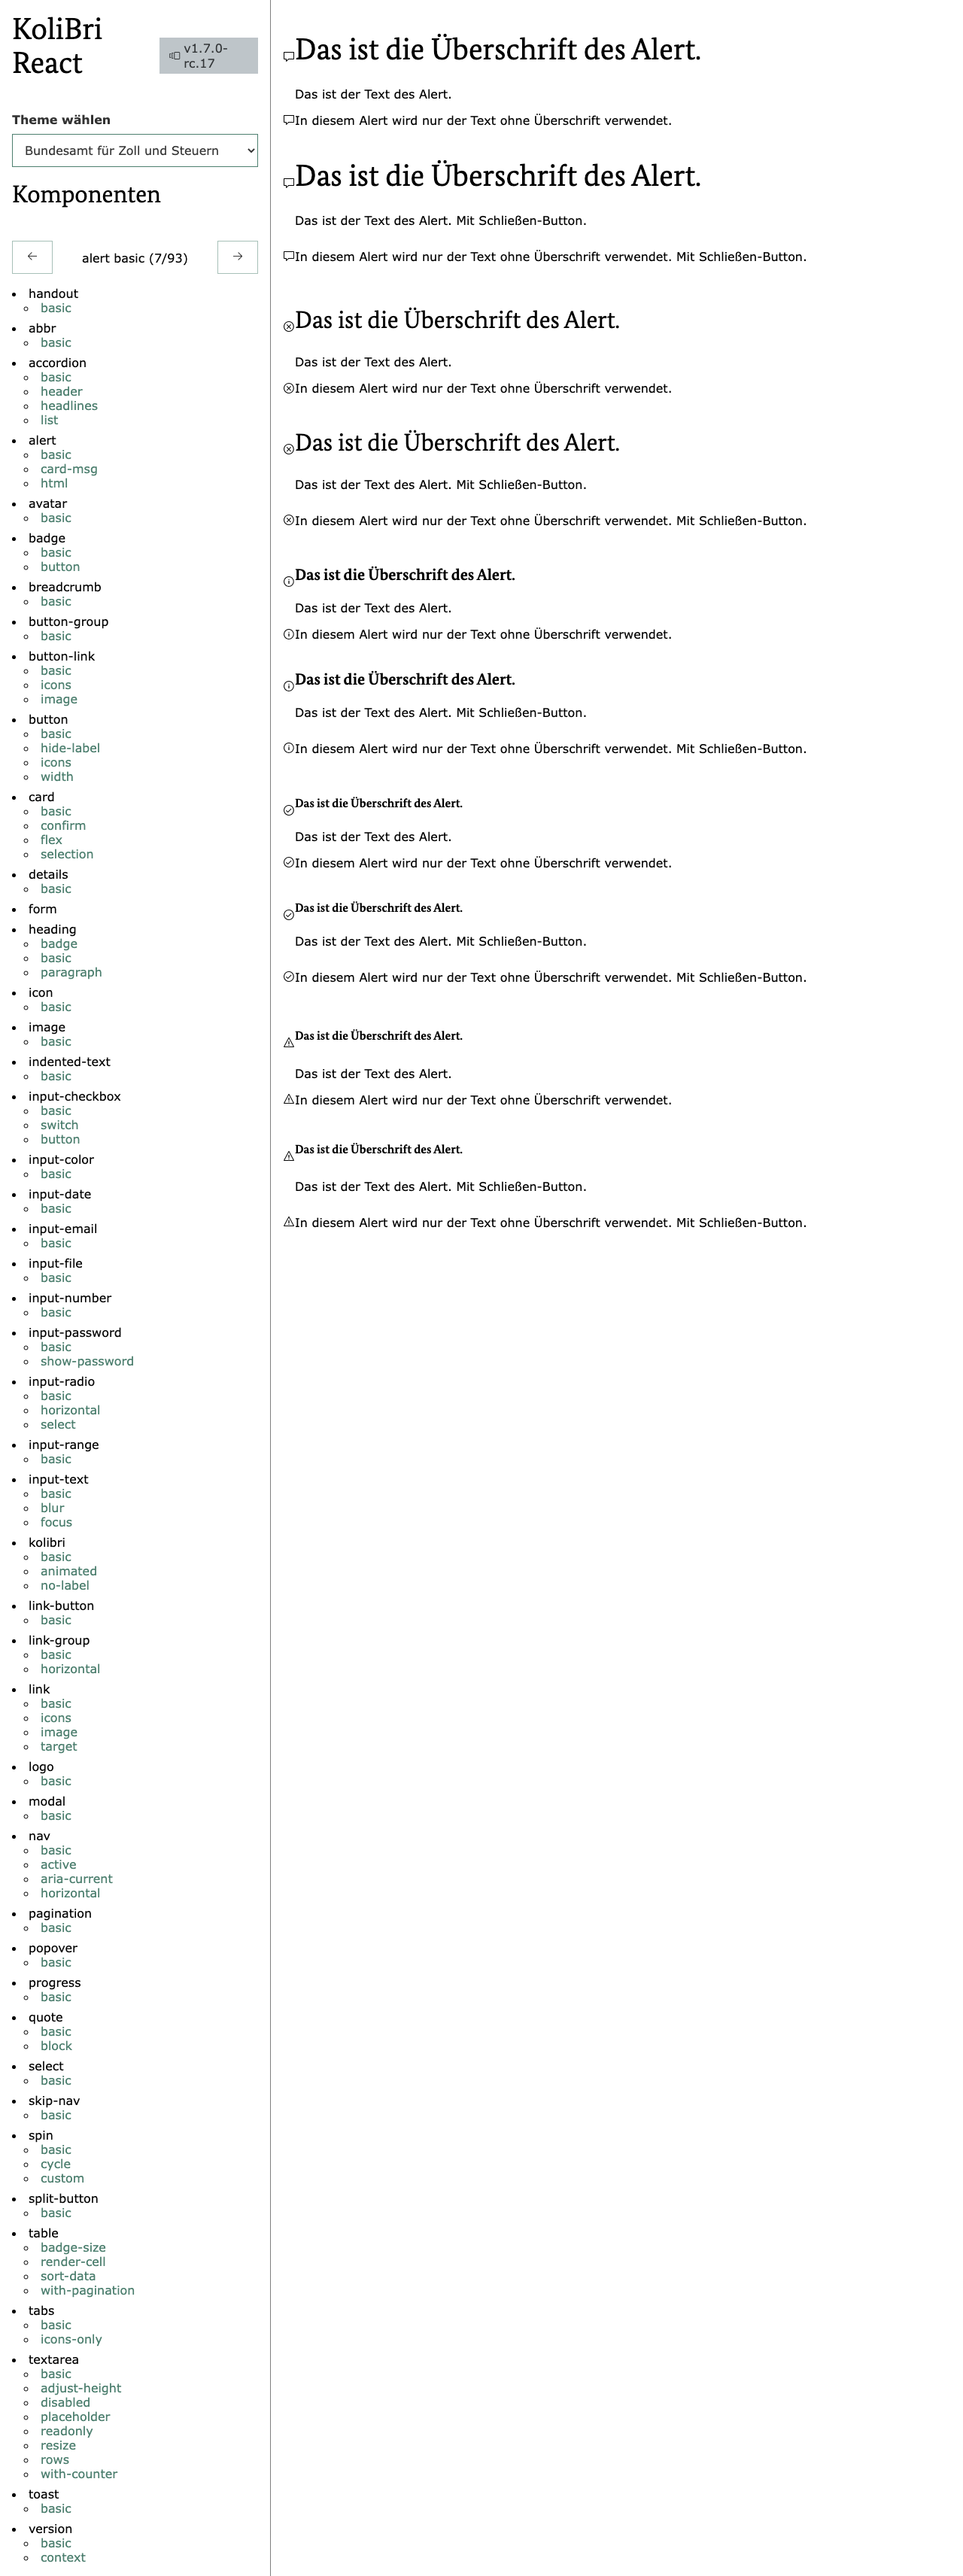 KoliBri
React
v1.7.0-
rc.17
Theme wählen
Bundesamt für Zoll und Steuern
Komponenten
alert basic (7/93)
handout
basic
abbr
basic
accordion
basic
header
headlines
list
alert
basic
card-msg
html
avatar
basic
badge
basic
button
breadcrumb
basic
button-group
basic
button-link
basic
icons
image
button
basic
hide-label
icons
width
card
basic
confirm
flex
selection
details
basic
form
heading
badge
basic
paragraph
icon
basic
image
basic
indented-text
basic
input-checkbox
basic
switch
button
input-color
basic
input-date
basic
input-email
basic
input-file
basic
input-number
basic
input-password
basic
show-password
input-radio
basic
horizontal
select
input-range
basic
input-text
basic
blur
focus
kolibri
basic
animated
no-label
link-button
basic
link-group
basic
horizontal
link
basic
icons
image
target
logo
basic
modal
basic
nav
basic
active
aria-current
horizontal
pagination
basic
popover
basic
progress
basic
quote
basic
block
select
basic
skip-nav
basic
spin
basic
cycle
custom
split-button
basic
table
badge-size
render-cell
sort-data
with-pagination
tabs
basic
icons-only
textarea
basic
adjust-height
disabled
placeholder
readonly
resize
rows
with-counter
toast
basic
version
basic
context
Das ist die Überschrift des Alert.
Das ist der Text des Alert.
In diesem Alert wird nur der Text ohne Überschrift verwendet.
Das ist die Überschrift des Alert.
Das ist der Text des Alert. Mit Schließen-Button.
In diesem Alert wird nur der Text ohne Überschrift verwendet. Mit Schließen-Button.
Das ist die Überschrift des Alert.
Das ist der Text des Alert.
In diesem Alert wird nur der Text ohne Überschrift verwendet.
Das ist die Überschrift des Alert.
Das ist der Text des Alert. Mit Schließen-Button.
In diesem Alert wird nur der Text ohne Überschrift verwendet. Mit Schließen-Button.
Das ist die Überschrift des Alert.
Das ist der Text des Alert.
In diesem Alert wird nur der Text ohne Überschrift verwendet.
Das ist die Überschrift des Alert.
Das ist der Text des Alert. Mit Schließen-Button.
In diesem Alert wird nur der Text ohne Überschrift verwendet. Mit Schließen-Button.
Das ist die Überschrift des Alert.
Das ist der Text des Alert.
In diesem Alert wird nur der Text ohne Überschrift verwendet.
Das ist die Überschrift des Alert.
Das ist der Text des Alert. Mit Schließen-Button.
In diesem Alert wird nur der Text ohne Überschrift verwendet. Mit Schließen-Button.
Das ist die Überschrift des Alert.
Das ist der Text des Alert.
In diesem Alert wird nur der Text ohne Überschrift verwendet.
Das ist die Überschrift des Alert.
Das ist der Text des Alert. Mit Schließen-Button.
In diesem Alert wird nur der Text ohne Überschrift verwendet. Mit Schließen-Button.